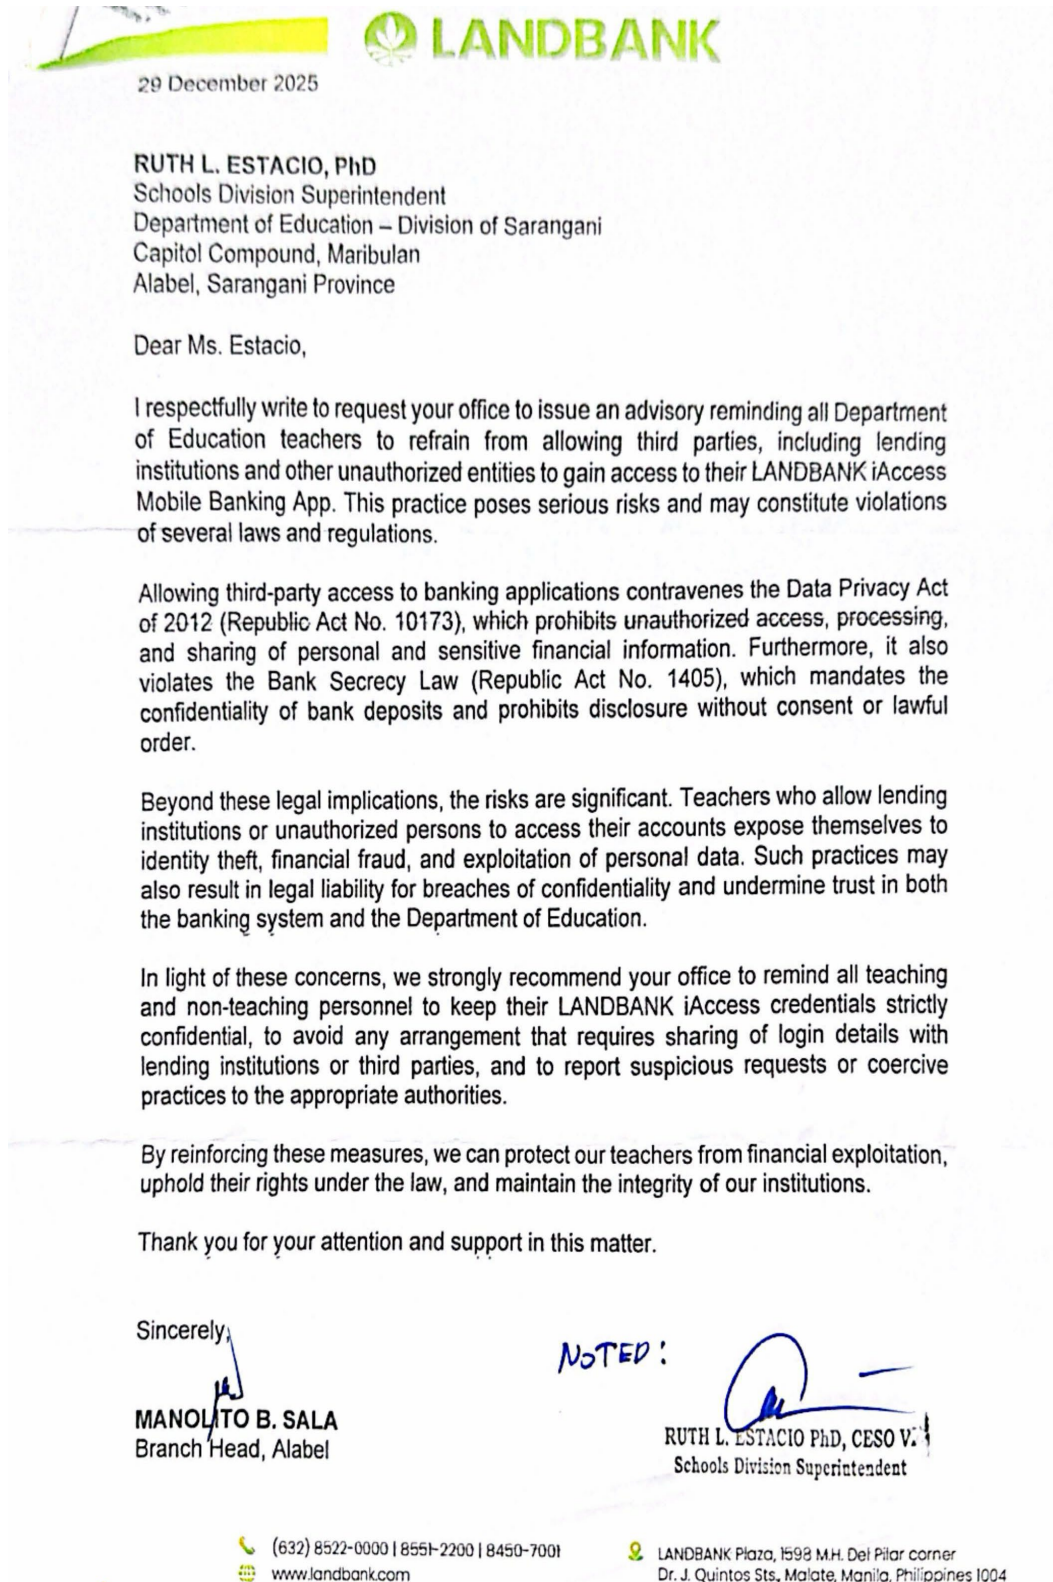 LANDBANK
29 December 2025
RUTH L. ESTACIO, PhD
Schools Division Superintendent
Department of Education – Division of Sarangani
Capitol Compound, Maribulan
Alabel, Sarangani Province
Dear Ms. Estacio,
I respectfully write to request your office to issue an advisory reminding all Department
of Education teachers to refrain from allowing third parties, including lending
institutions and other unauthorized entities to gain access to their LANDBANK iAccess
Mobile Banking App. This practice poses serious risks and may constitute violations
of several laws and regulations.
Allowing third-party access to banking applications contravenes the Data Privacy Act
of 2012 (Republic Act No. 10173), which prohibits unauthorized access, processing,
and sharing of personal and sensitive financial information. Furthermore, it also
violates the Bank Secrecy Law (Republic Act No. 1405), which mandates the
confidentiality of bank deposits and prohibits disclosure without consent or lawful
order.
Beyond these legal implications, the risks are significant. Teachers who allow lending
institutions or unauthorized persons to access their accounts expose themselves to
identity theft, financial fraud, and exploitation of personal data. Such practices may
also result in legal liability for breaches of confidentiality and undermine trust in both
the banking system and the Department of Education.
In light of these concerns, we strongly recommend your office to remind all teaching
and non-teaching personnel to keep their LANDBANK iAccess credentials strictly
confidential, to avoid any arrangement that requires sharing of login details with
lending institutions or third parties, and to report suspicious requests or coercive
practices to the appropriate authorities.
By reinforcing these measures, we can protect our teachers from financial exploitation,
uphold their rights under the law, and maintain the integrity of our institutions.
Thank you for your attention and support in this matter.
Sincerely,
MANOLITO B. SALA
Branch Head, Alabel
NOTED:
RUTH L. ESTACIO PhD, CESO V
Schools Division Superintendent
(632) 8522-0000 | 8551-2200 | 8450-7001
www.landbank.com
LANDBANK Plaza, 1598 M.H. Del Pilar corner
Dr. J. Quintos Sts., Malate, Manila, Philippines 1004